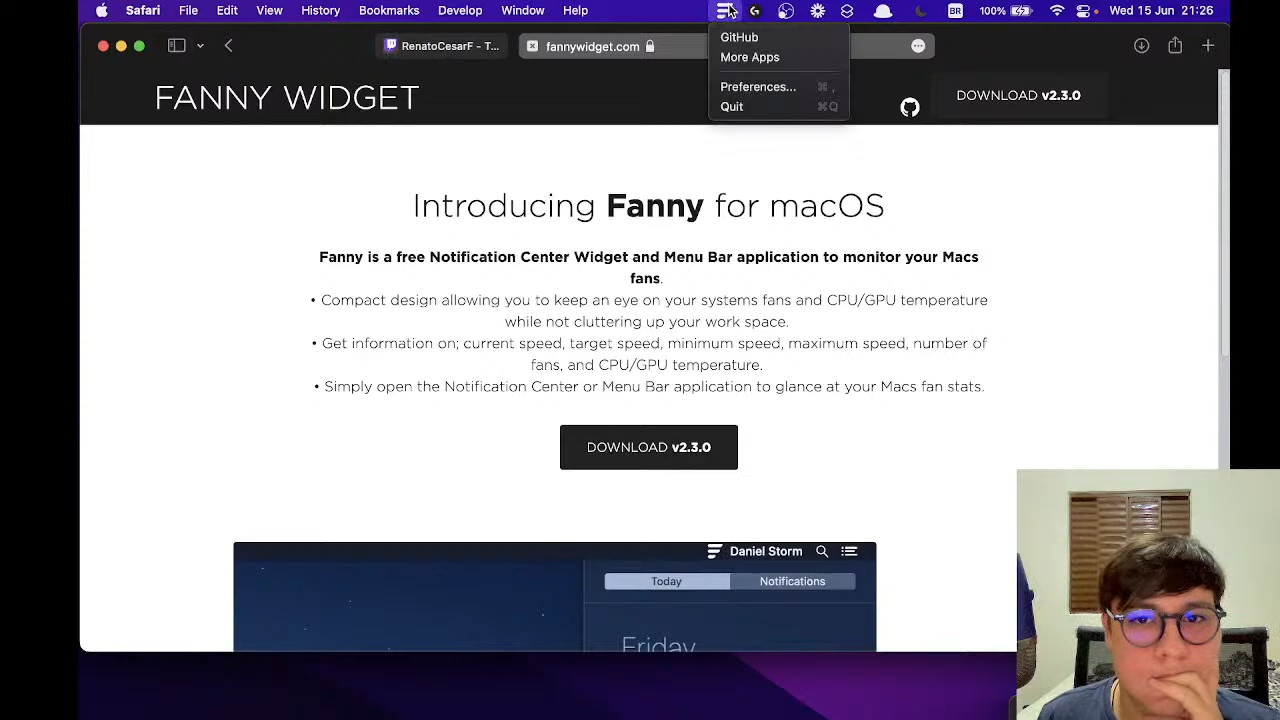 Safari File Edit View History Bookmarks Develop Window Help BR 100% Wed 15 Jun 21:26
RenatoCesarF - T... fannywidget.com
GitHub
More Apps
Preferences... ⌘ ,
Quit ⌘Q
FANNY WIDGET
DOWNLOAD v2.3.0
Introducing Fanny for macOS
Fanny is a free Notification Center Widget and Menu Bar application to monitor your Macs
fans.
• Compact design allowing you to keep an eye on your systems fans and CPU/GPU temperature
while not cluttering up your work space.
• Get information on; current speed, target speed, minimum speed, maximum speed, number of
fans, and CPU/GPU temperature.
• Simply open the Notification Center or Menu Bar application to glance at your Macs fan stats.
DOWNLOAD v2.3.0
Daniel Storm
Today Notifications
Friday